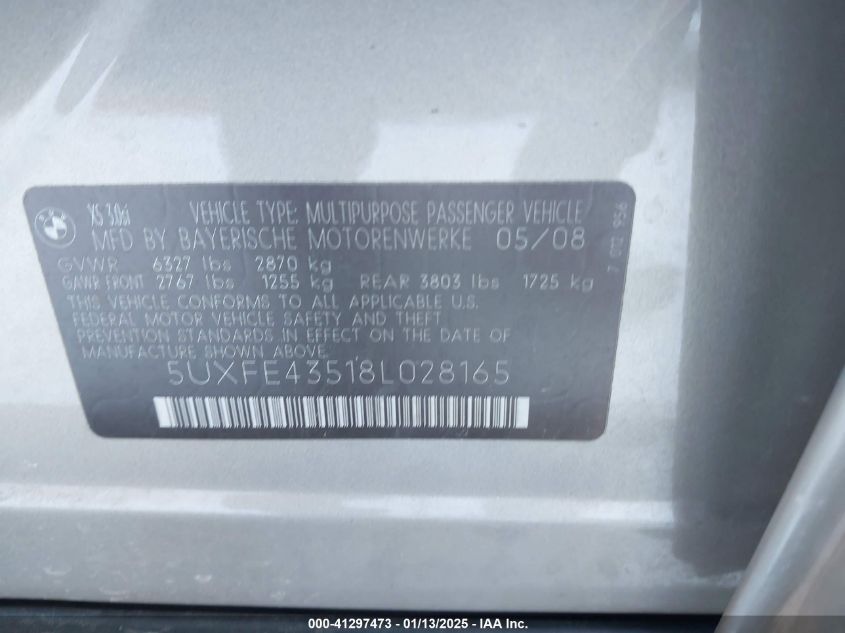 BMW
X5 3.0si VEHICLE TYPE: MULTIPURPOSE PASSENGER VEHICLE
MFD BY BAYERISCHE MOTORENWERKE 05/08
GVWR 6327 lbs 2870 kg
GAWR FRONT 2767 lbs 1255 kg REAR 3803 lbs 1725 kg
THIS VEHICLE CONFORMS TO ALL APPLICABLE U.S.
FEDERAL MOTOR VEHICLE SAFETY AND THEFT
PREVENTION STANDARDS IN EFFECT ON THE DATE OF
MANUFACTURE SHOWN ABOVE.
5UXFE43518L028165
000-41297473 - 01/13/2025 - IAA Inc.